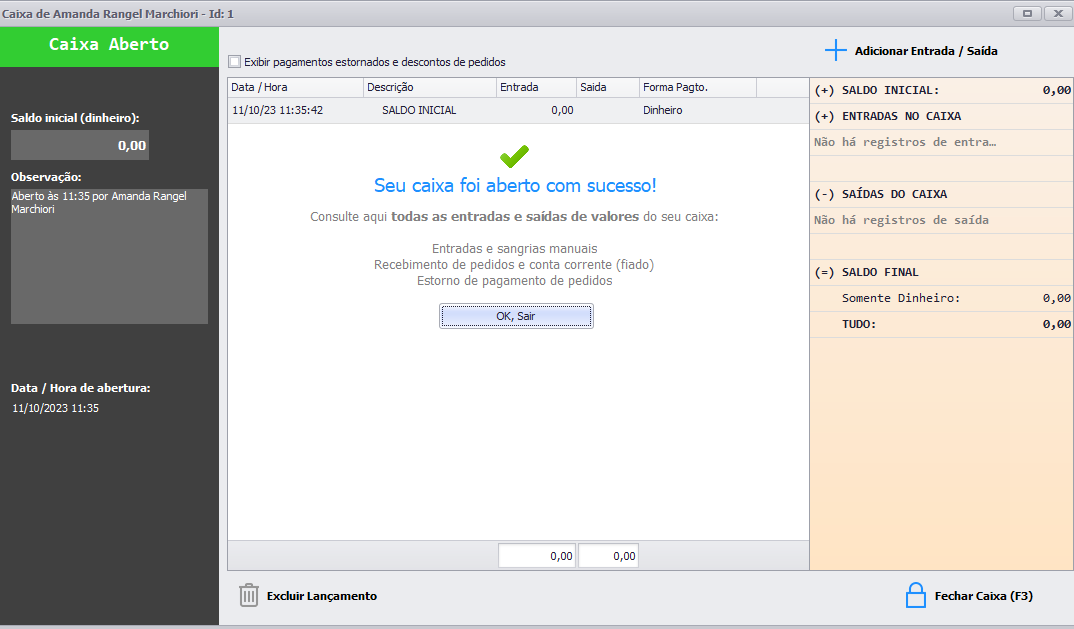 Caixa de Amanda Rangel Marchiori - Id: 1
Caixa Aberto
Saldo inicial (dinheiro):
0,00
Observação:
Aberto às 11:35 por Amanda Rangel
Marchiori
Data / Hora de abertura:
11/10/2023 11:35
Exibir pagamentos estornados e descontos de pedidos
Adicionar Entrada / Saída
Data / Hora Descrição Entrada Saida Forma Pagto.
11/10/23 11:35:42 SALDO INICIAL 0,00 Dinheiro
Seu caixa foi aberto com sucesso!
Consulte aqui todas as entradas e saídas de valores do seu caixa:
Entradas e sangrias manuais
Recebimento de pedidos e conta corrente (fiado)
Estorno de pagamento de pedidos
OK, Sair
0,00 0,00
(+) SALDO INICIAL: 0,00
(+) ENTRADAS NO CAIXA
Não há registros de entra…
(-) SAÍDAS DO CAIXA
Não há registros de saída
(=) SALDO FINAL
Somente Dinheiro: 0,00
TUDO: 0,00
Excluir Lançamento
Fechar Caixa (F3)